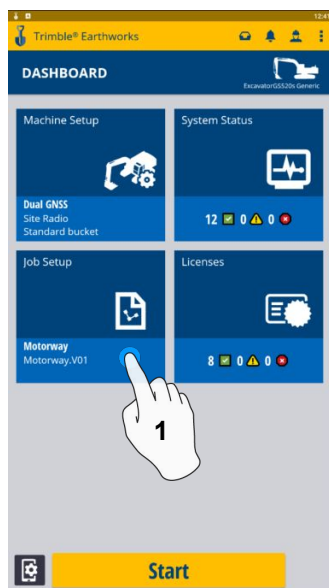 12:41
Trimble® Earthworks
DASHBOARD
ExcavatorGS520s Generic
Machine Setup
Dual GNSS
Site Radio
Standard bucket
System Status
12 0 0
Job Setup
Motorway
Motorway.V01
Licenses
8 0 0
1
Start